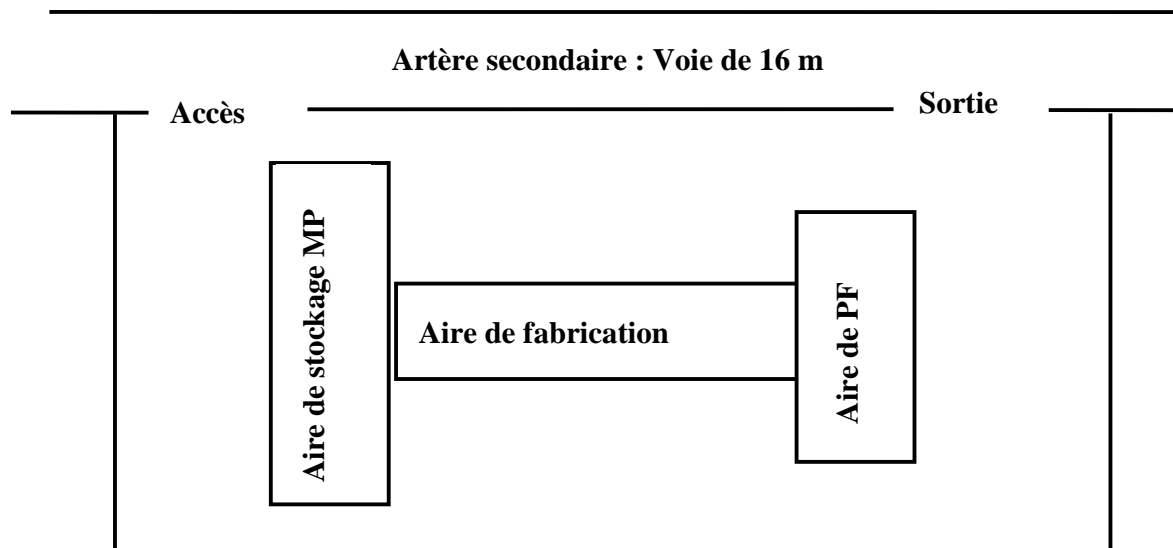 Artère secondaire : Voie de 16 m
Accès
Sortie
Aire de stockage MP
Aire de fabrication
Aire de PF